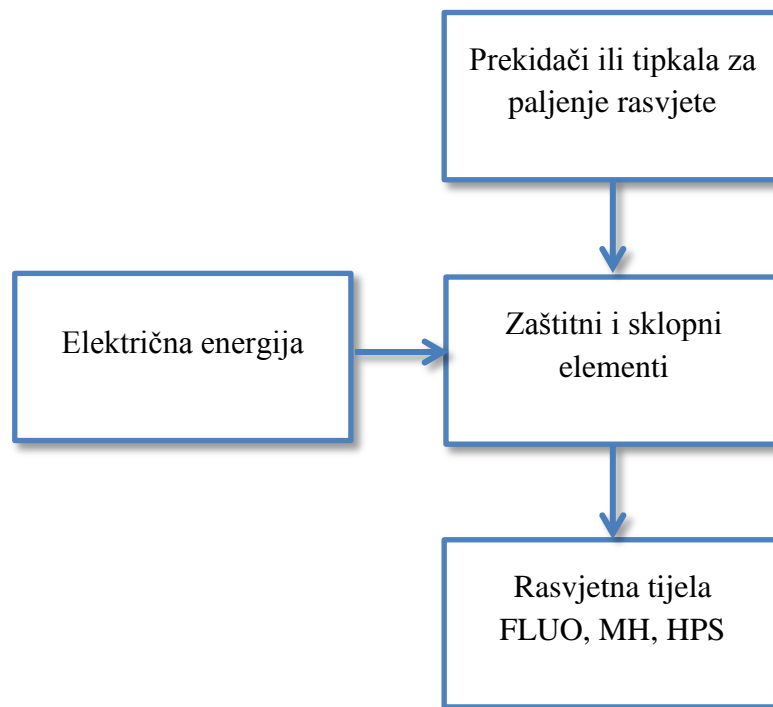 Prekidači ili tipkala za
paljenje rasvjete
Električna energija
Zaštitni i sklopni
elementi
Rasvjetna tijela
FLUO, MH, HPS